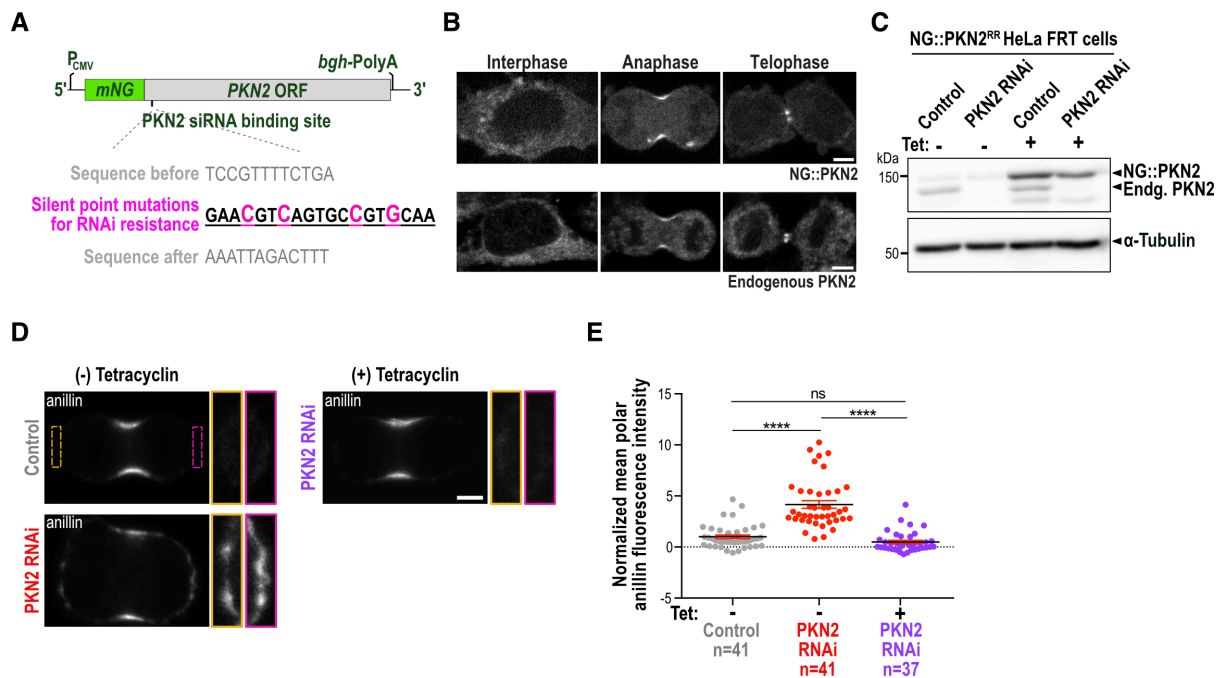 A
P CMV
bgh-PolyA
5'
mNG
PKN2 ORF
3'
PKN2 siRNA binding site
Sequence before TCCGTTTTCTGA
Silent point mutations
for RNAi resistance
GAACGTCAGTGCCGTGCAA
Sequence after AAATTAGACTTT
B
Interphase Anaphase Telophase
NG::PKN2
Endogenous PKN2
C
NG::PKN2RR HeLa FRT cells
Control PKN2 RNAi Control PKN2 RNAi
Tet: - - + +
kDa
150
NG::PKN2
Endg. PKN2
50
α-Tubulin
D
(-) Tetracyclin
(+) Tetracyclin
Control
anillin
PKN2 RNAi
anillin
PKN2 RNAi
anillin
E
Normalized mean polar
anillin fluorescence intensity
15
10
5
0
-5
ns
**** ****
Tet: - - +
Control
n=41
PKN2
RNAi
n=41
PKN2
RNAi
n=37